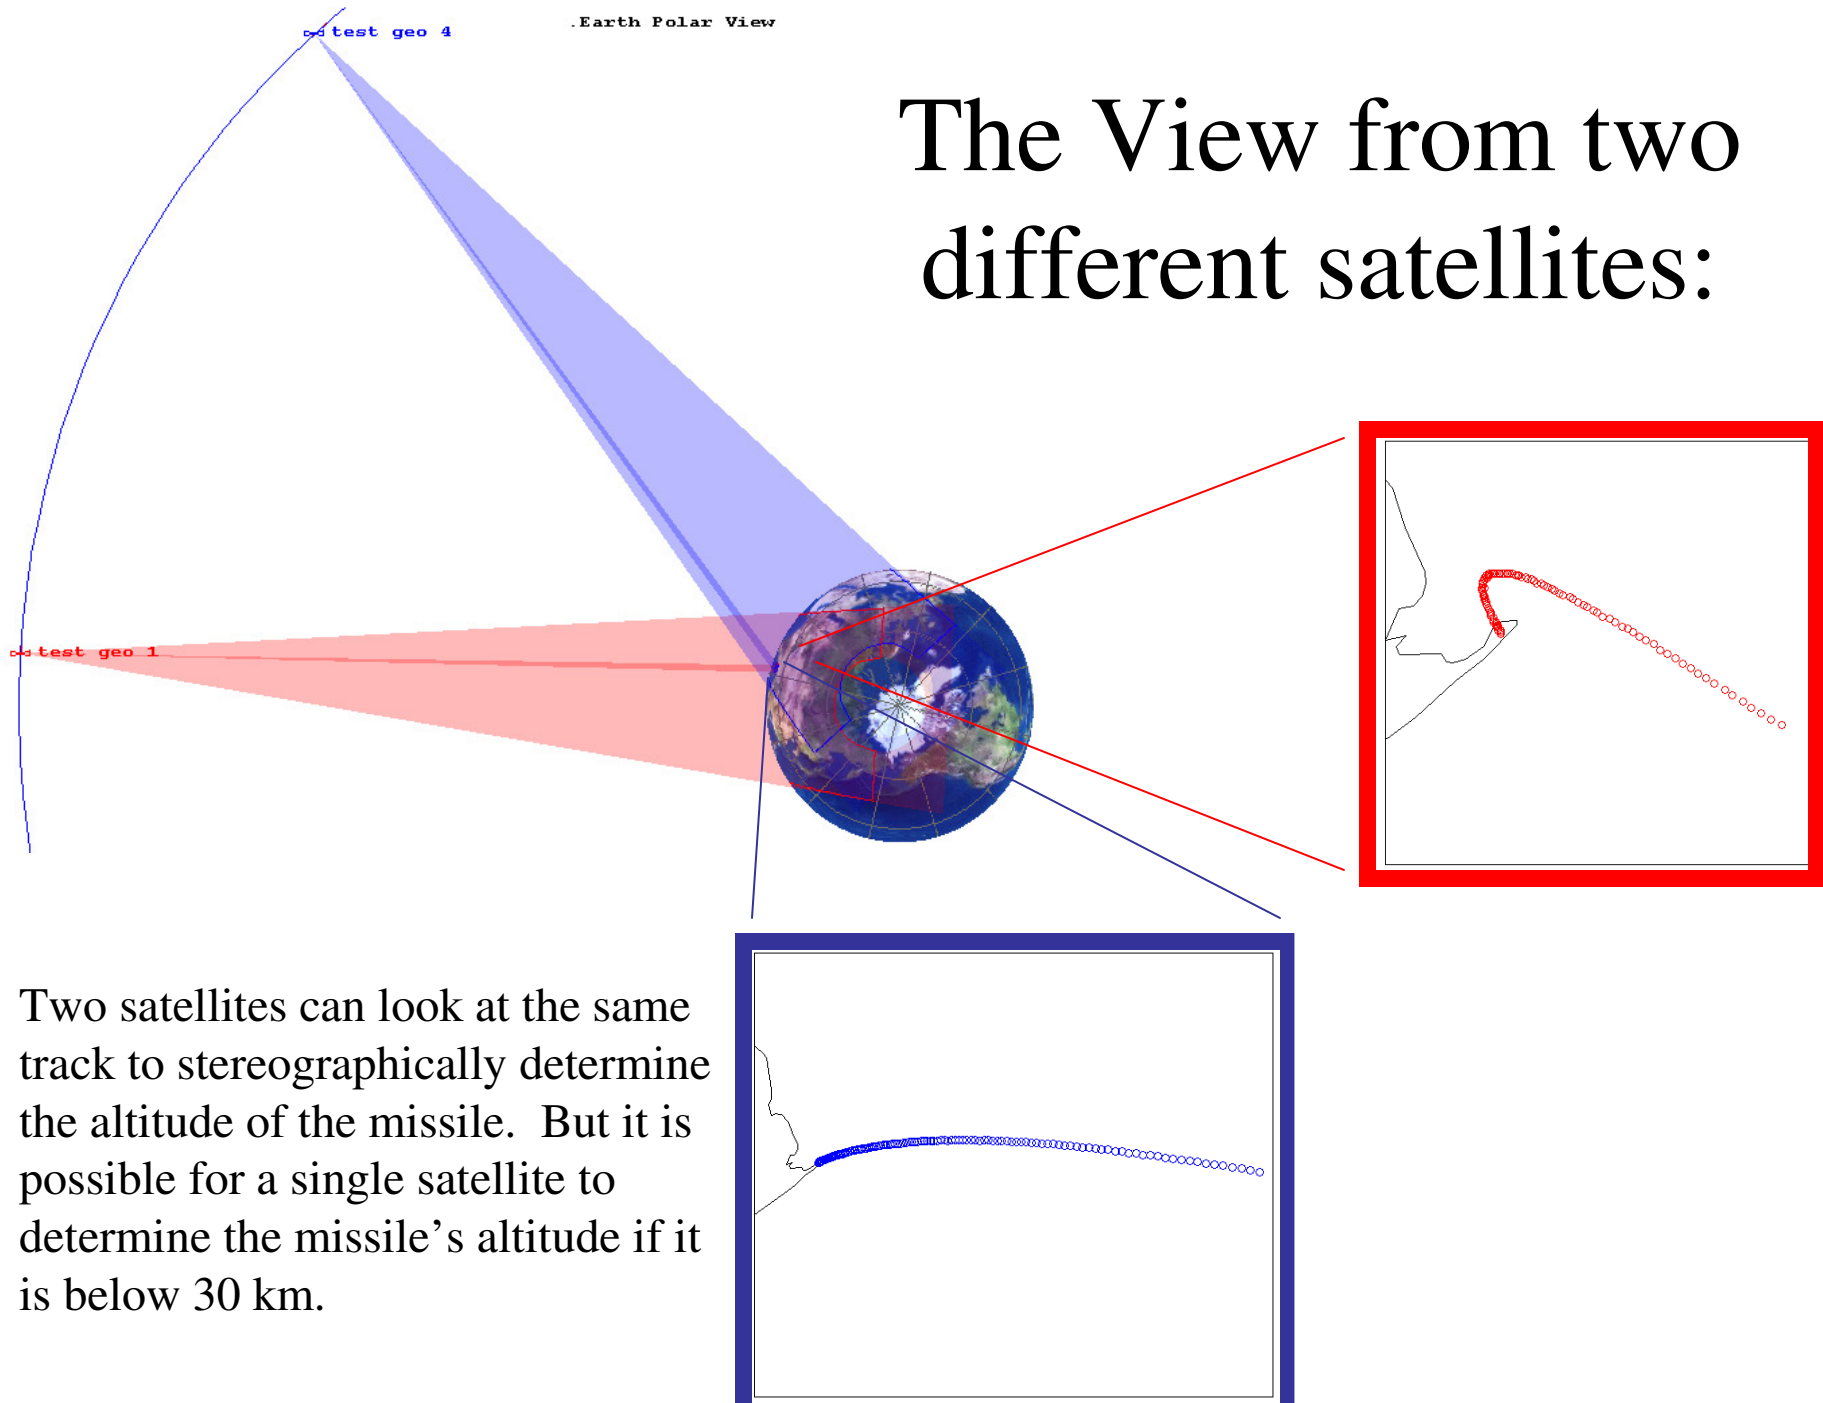 test geo 4
.Earth Polar View
The View from two
different satellites:
test geo 1
Two satellites can look at the same
track to stereographically determine
the altitude of the missile.  But it is
possible for a single satellite to
determine the missile’s altitude if it
is below 30 km.